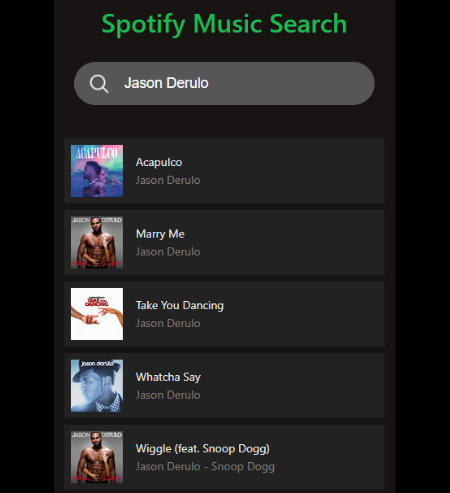 Spotify Music Search
Jason Derulo
ACAPULCO
Acapulco
Jason Derulo
JASON DERULO
Marry Me
Jason Derulo
TAKE YOU DANCING
Take You Dancing
Jason Derulo
jason derulo
Whatcha Say
Jason Derulo
JASON DERULO
Wiggle (feat. Snoop Dogg)
Jason Derulo - Snoop Dogg